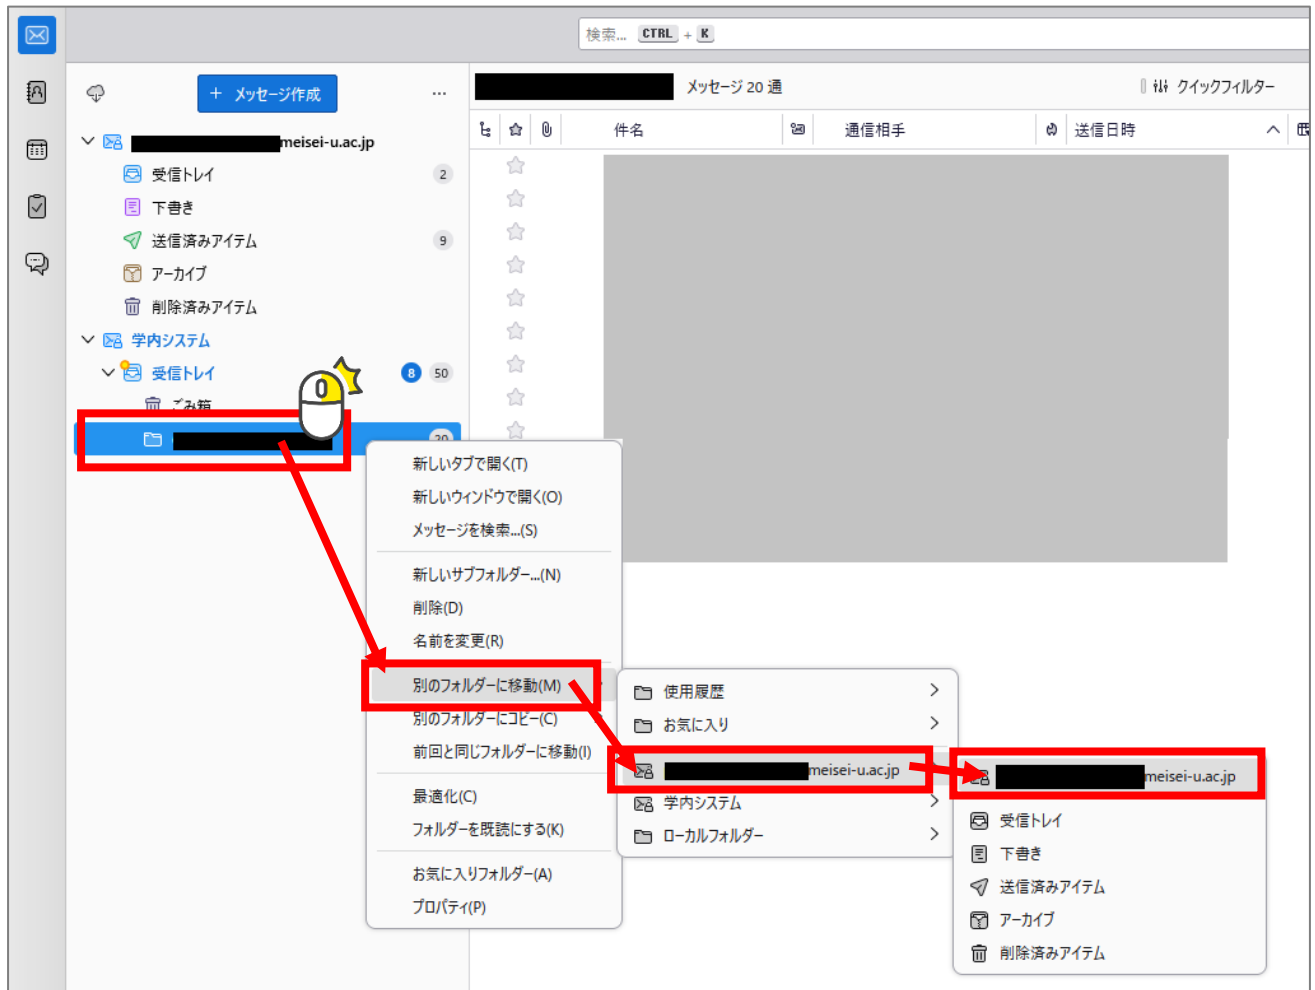 検索... CTRL + K
+ メッセージ作成
...
メッセージ 20 通
クイックフィルター
件名
通信相手
送信日時
meisei-u.ac.jp
受信トレイ 2
下書き
送信済みアイテム 9
アーカイブ
削除済みアイテム
学内システム
受信トレイ 8 50
ごみ箱
20
新しいタブで開く(T)
新しいウィンドウで開く(O)
メッセージを検索...(S)
新しいサブフォルダー...(N)
削除(D)
名前を変更(R)
別のフォルダーに移動(M)
別のフォルダーにコピー(C)
前回と同じフォルダーに移動(I)
最適化(C)
フォルダーを既読にする(K)
お気に入りフォルダー(A)
プロパティ(P)
使用履歴
お気に入り
meisei-u.ac.jp
学内システム
ローカルフォルダー
meisei-u.ac.jp
受信トレイ
下書き
送信済みアイテム
アーカイブ
削除済みアイテム